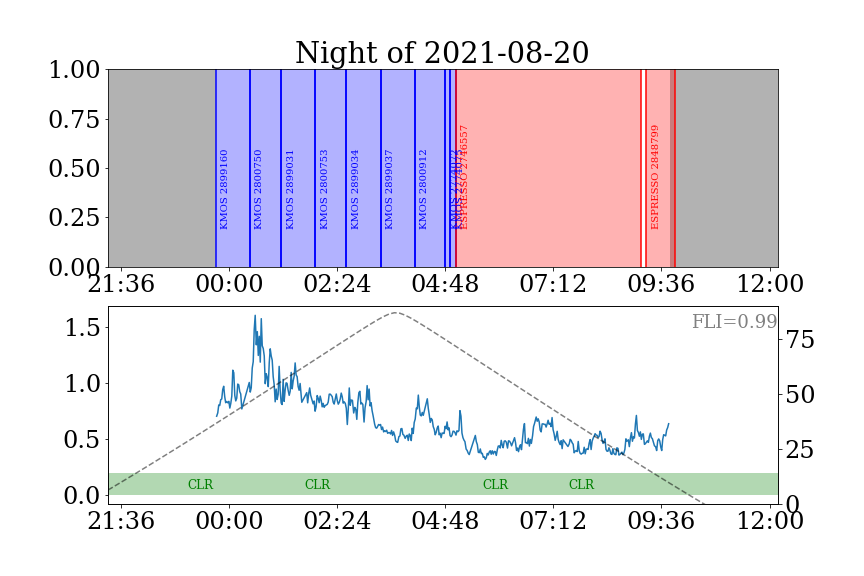 Night of 2021-08-20
1.00
0.75
0.50
0.25
0.00
KMOS 2899160
KMOS 2800750
KMOS 2899031
KMOS 2800753
KMOS 2899034
KMOS 2899037
KMOS 2800912
KMOS
KMOS
ESPRESSO 2746557
ESPRESSO 2848799
21:36 00:00 02:24 04:48 07:12 09:36 12:00
FLI=0.99
1.5
1.0
0.5
0.0
75
50
25
0
CLR CLR CLR CLR
21:36 00:00 02:24 04:48 07:12 09:36 12:00